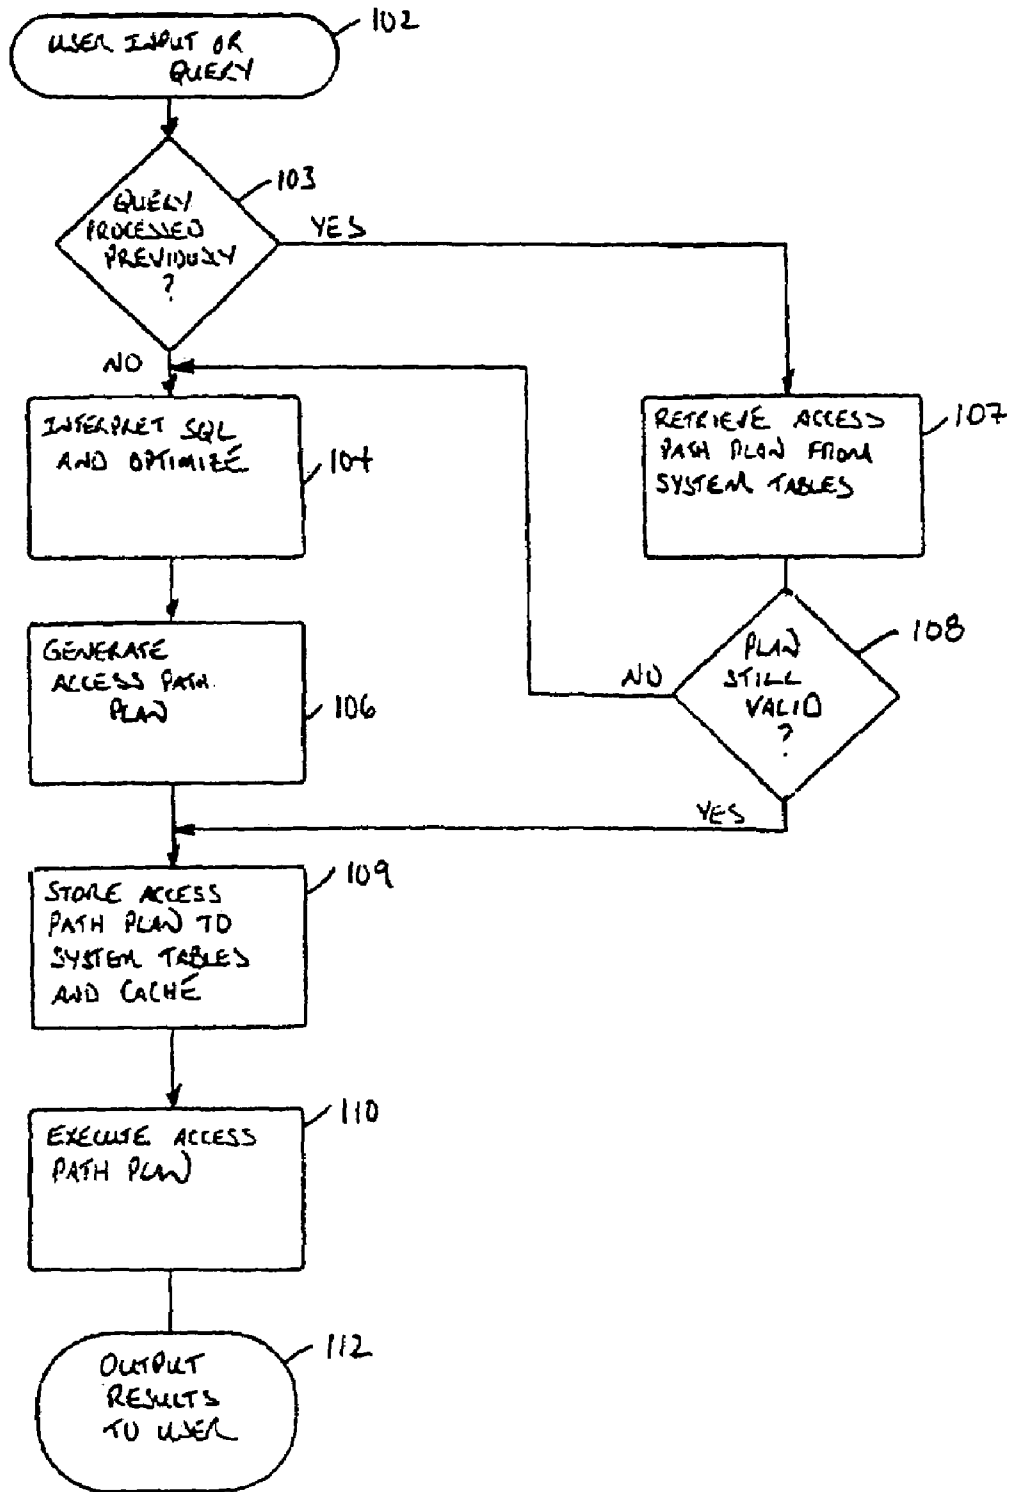 USER INPUT OR
QUERY
102
QUERY
PROCESSED
PREVIOUSLY
?
103
YES
NO
INTERPRET SQL
AND OPTIMIZE
104
RETRIEVE ACCESS
PATH PLAN FROM
SYSTEM TABLES
107
GENERATE
ACCESS PATH
PLAN
106
PLAN
STILL
VALID
?
108
NO
YES
STORE ACCESS
PATH PLAN TO
SYSTEM TABLES
AND CACHE
109
EXECUTE ACCESS
PATH PLAN
110
OUTPUT
RESULTS
TO USER
112